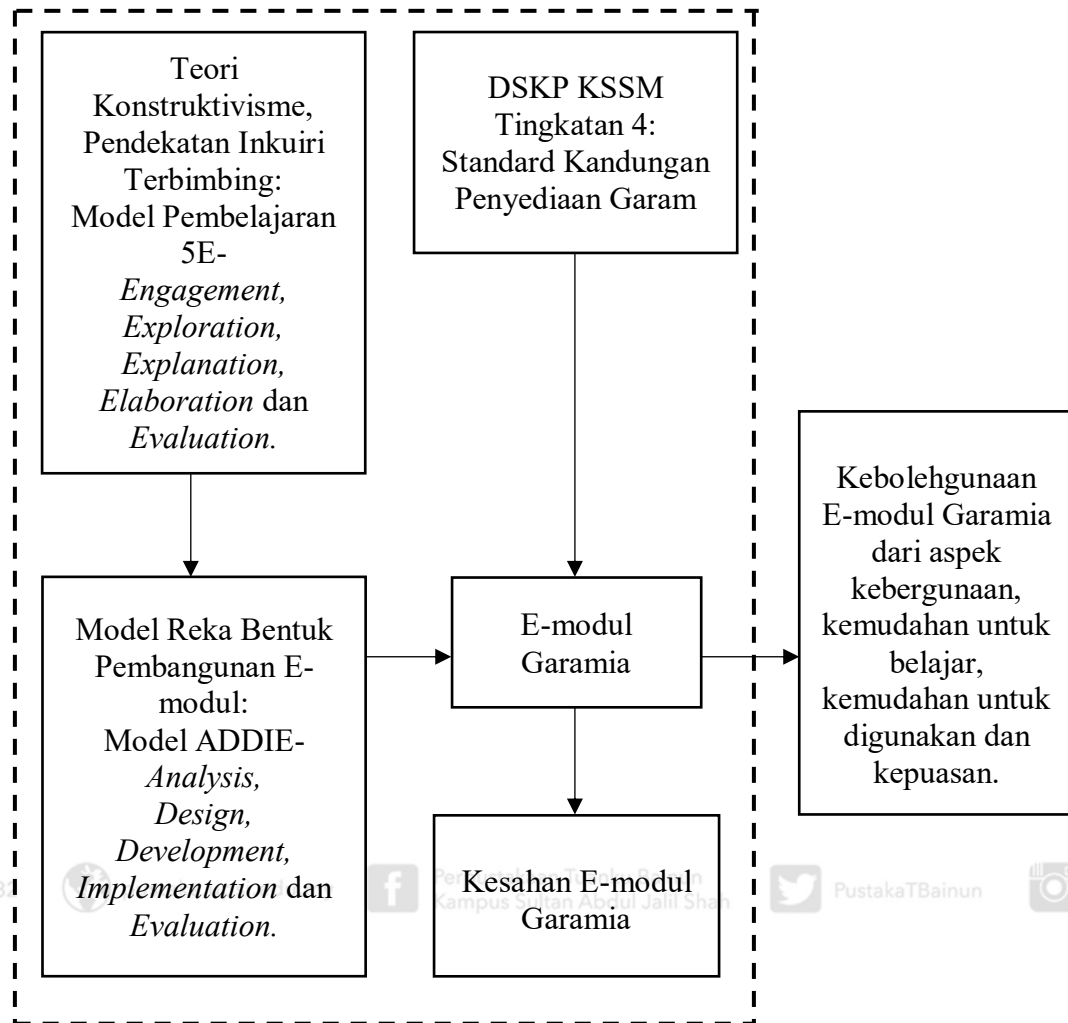 Teori
Konstruktivisme,
Pendekatan Inkuiri
Terbimbing:
Model Pembelajaran
5E-
Engagement,
Exploration,
Explanation,
Elaboration dan
Evaluation.
DSKP KSSM
Tingkatan 4:
Standard Kandungan
Penyediaan Garam
Model Reka Bentuk
Pembangunan E-
modul:
Model ADDIE-
Analysis,
Design,
Development,
Implementation dan
Evaluation.
E-modul
Garamia
Kesahan E-modul
Garamia
Kebolehgunaan
E-modul Garamia
dari aspek
kebergunaan,
kemudahan untuk
belajar,
kemudahan untuk
digunakan dan
kepuasan.
Kampus Sultan Abdul Jalil Shah
PustakaTBainun